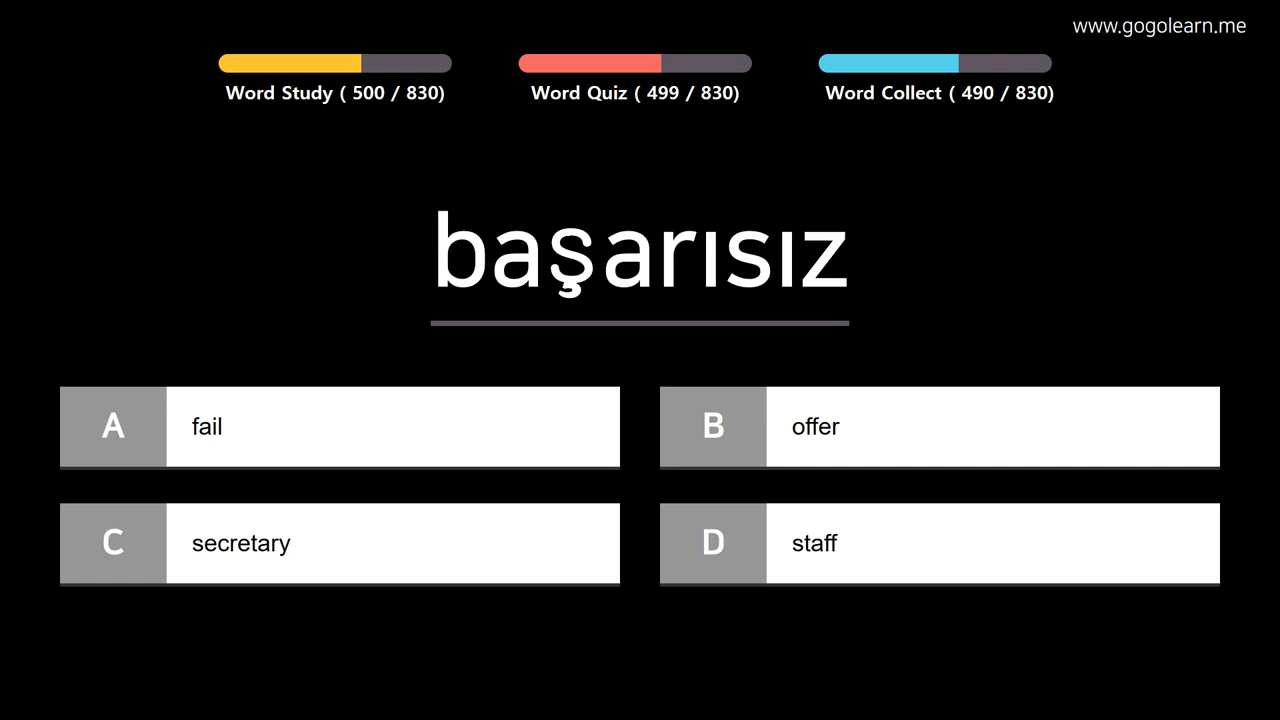 www.gogolearn.me
Word Study ( 500 / 830)
Word Quiz ( 499 / 830)
Word Collect ( 490 / 830)
başarısız
A fail
B offer
C secretary
D staff